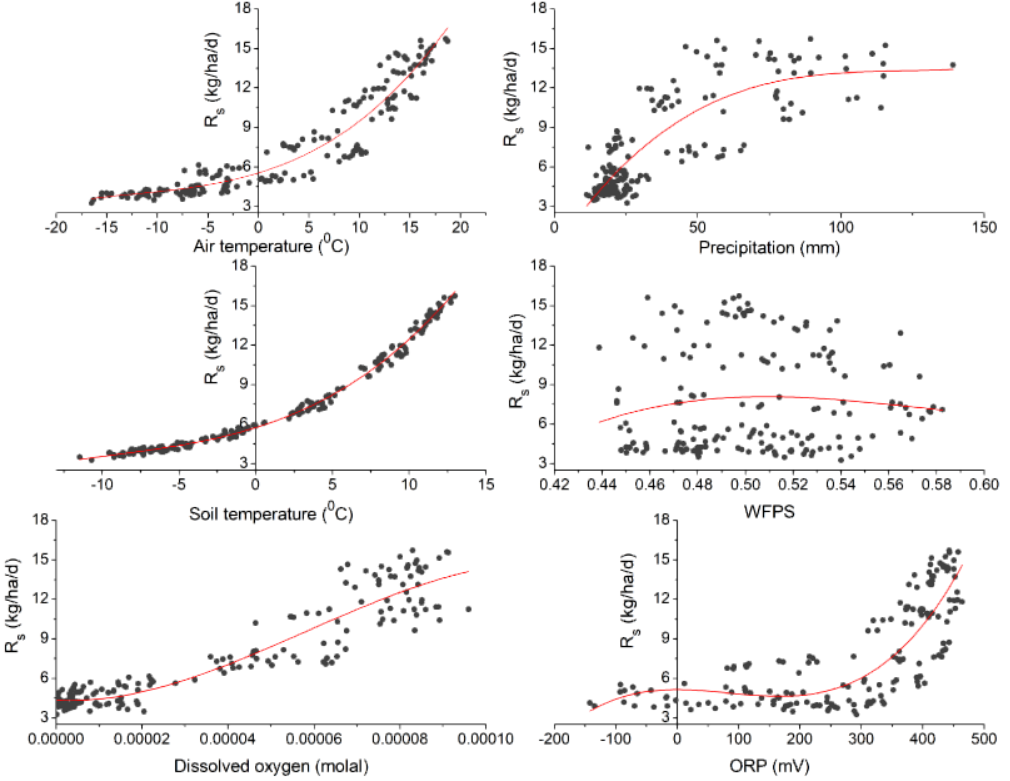 18
15
12
9
6
3
R_s (kg/ha/d)
-20 -15 -10 -5 0 5 10 15 20
Air temperature (⁰C)
18
15
12
9
6
3
R_s (kg/ha/d)
0 50 100 150
Precipitation (mm)
18
15
12
9
6
3
R_s (kg/ha/d)
-10 -5 0 5 10 15
Soil temperature (⁰C)
18
15
12
9
6
3
R_s (kg/ha/d)
0.42 0.44 0.46 0.48 0.50 0.52 0.54 0.56 0.58 0.60
WFPS
18
15
12
9
6
3
R_s (kg/ha/d)
0.00000 0.00002 0.00004 0.00006 0.00008 0.00010
Dissolved oxygen (molal)
18
15
12
9
6
3
R_s (kg/ha/d)
-200 -100 0 100 200 300 400 500
ORP (mV)